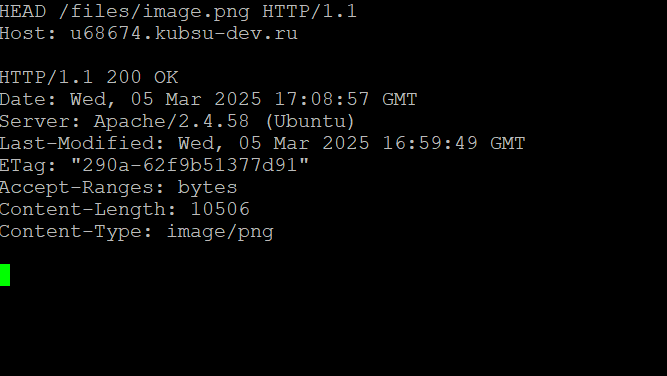 HEAD /files/image.png HTTP/1.1
Host: u68674.kubsu-dev.ru
HTTP/1.1 200 OK
Date: Wed, 05 Mar 2025 17:08:57 GMT
Server: Apache/2.4.58 (Ubuntu)
Last-Modified: Wed, 05 Mar 2025 16:59:49 GMT
ETag: "290a-62f9b51377d91"
Accept-Ranges: bytes
Content-Length: 10506
Content-Type: image/png